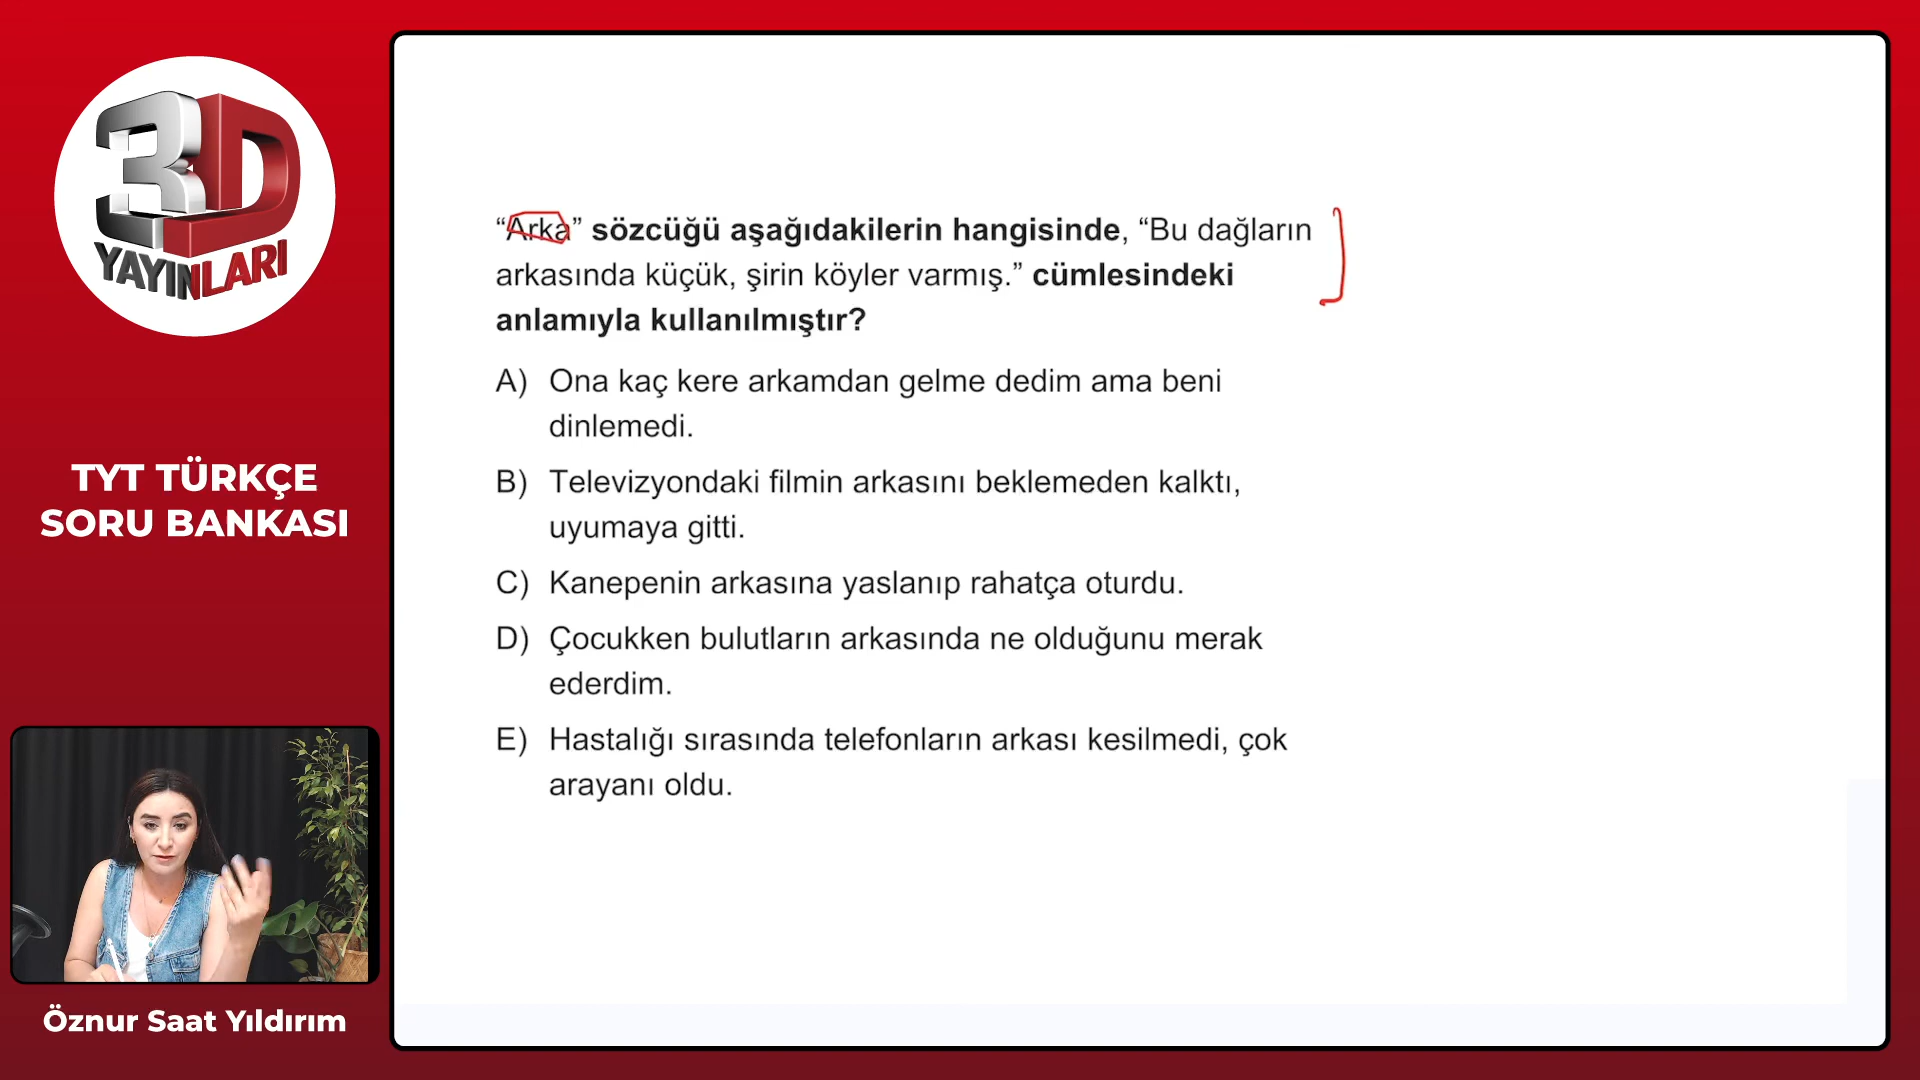 3D
YAYINLARI
TYT TÜRKÇE
SORU BANKASI
Öznur Saat Yıldırım
“Arka” sözcüğü aşağıdakilerin hangisinde, “Bu dağların
arkasında küçük, şirin köyler varmış.” cümlesindeki
anlamıyla kullanılmıştır?
A) Ona kaç kere arkamdan gelme dedim ama beni
dinlemedi.
B) Televizyondaki filmin arkasını beklemeden kalktı,
uyumaya gitti.
C) Kanepenin arkasına yaslanıp rahatça oturdu.
D) Çocukken bulutların arkasında ne olduğunu merak
ederdim.
E) Hastalığı sırasında telefonların arkası kesilmedi, çok
arayanı oldu.